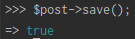 >>> $post->save();
=> true